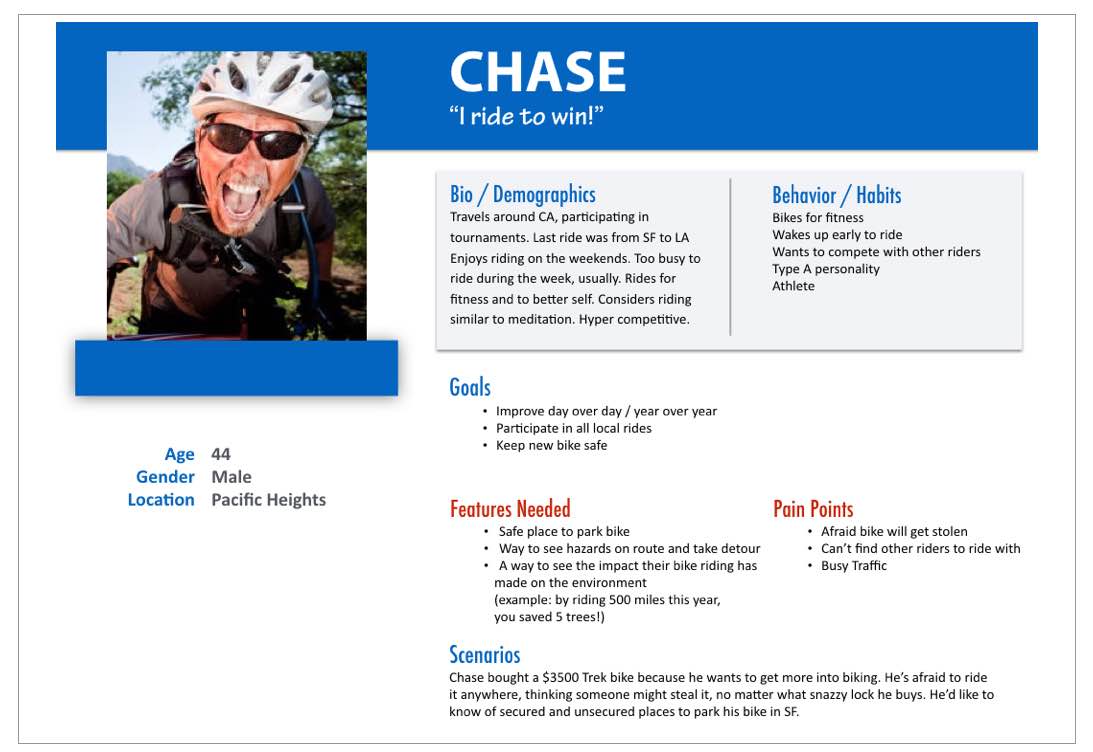 CHASE
“I ride to win!”
Bio / Demographics
Travels around CA, participating in
tournaments. Last ride was from SF to LA
Enjoys riding on the weekends. Too busy to
ride during the week, usually. Rides for
fitness and to better self. Considers riding
similar to meditation. Hyper competitive.
Behavior / Habits
Bikes for fitness
Wakes up early to ride
Wants to compete with other riders
Type A personality
Athlete
Goals
• Improve day over day / year over year
• Participate in all local rides
• Keep new bike safe
Age 44
Gender Male
Location Pacific Heights
Features Needed
• Safe place to park bike
• Way to see hazards on route and take detour
• A way to see the impact their bike riding has
made on the environment
(example: by riding 500 miles this year,
you saved 5 trees!)
Pain Points
• Afraid bike will get stolen
• Can’t find other riders to ride with
• Busy Traffic
Scenarios
Chase bought a $3500 Trek bike because he wants to get more into biking. He’s afraid to ride
it anywhere, thinking someone might steal it, no matter what snazzy lock he buys. He’d like to
know of secured and unsecured places to park his bike in SF.